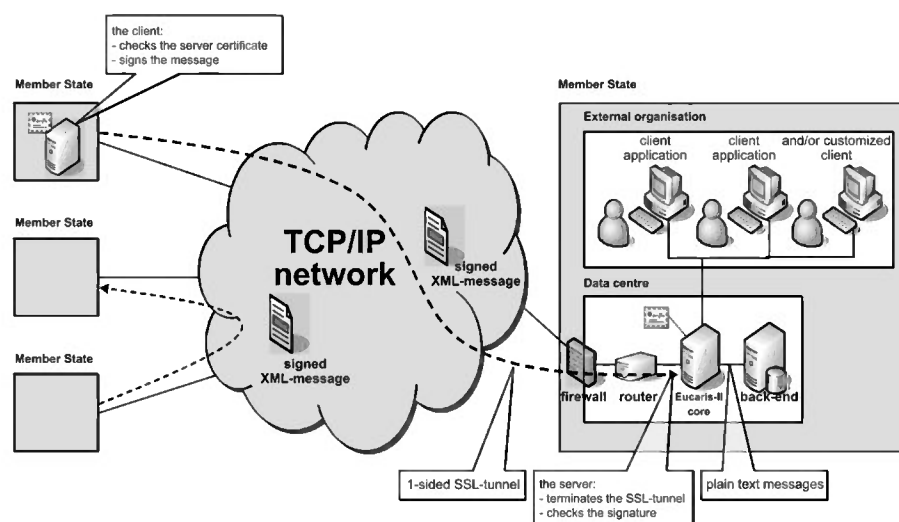 the client:
- checks the server certificate
- signs the message
Member State
Member State
External organisation
client
application
client
application
and/or customized
client
Member State
TCP/IP
network
signed
XML-message
signed
XML-message
Data centre
Member State
firewall
router
Eucaris-II
core
back-end
1-sided SSL-tunnel
the server:
- terminates the SSL-tunnel
- checks the signature
plain text messages